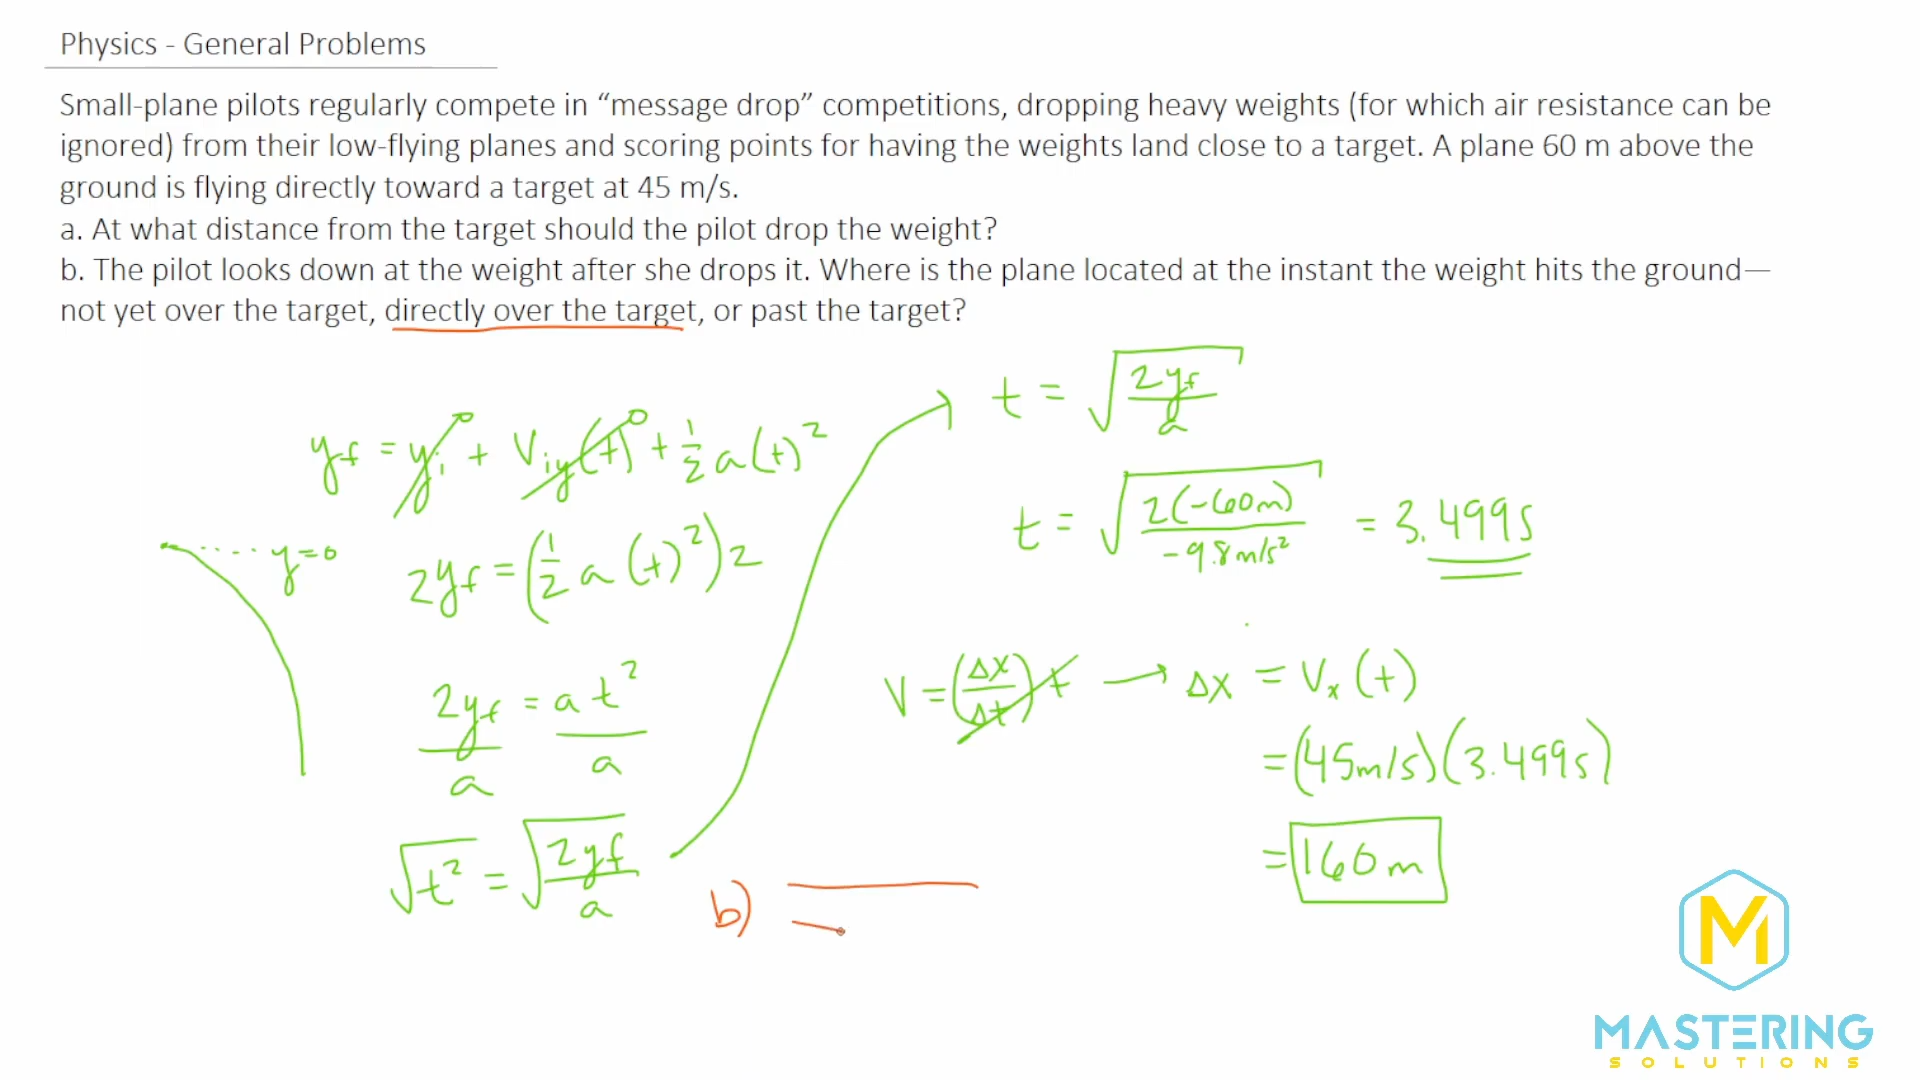 Physics - General Problems
Small-plane pilots regularly compete in “message drop” competitions, dropping heavy weights (for which air resistance can be
ignored) from their low-flying planes and scoring points for having the weights land close to a target. A plane 60 m above the
ground is flying directly toward a target at 45 m/s.
a. At what distance from the target should the pilot drop the weight?
b. The pilot looks down at the weight after she drops it. Where is the plane located at the instant the weight hits the ground—
not yet over the target, directly over the target, or past the target?
yf = yi⁰ + Viy(t)⁰ + ½ a(t)²
y=0
2yf = (½ a (t)²)2
2yf/a = at²/a
√t² = √(2yf/a)
t = √(2yf/a)
t = √(2(-60m)/-9.8m/s²) = 3.499s
V = (Δx/Δt)t → Δx = Vx (t)
= (45m/s)(3.499s)
= 160m
b)
M
MASTERING
SOLUTIONS